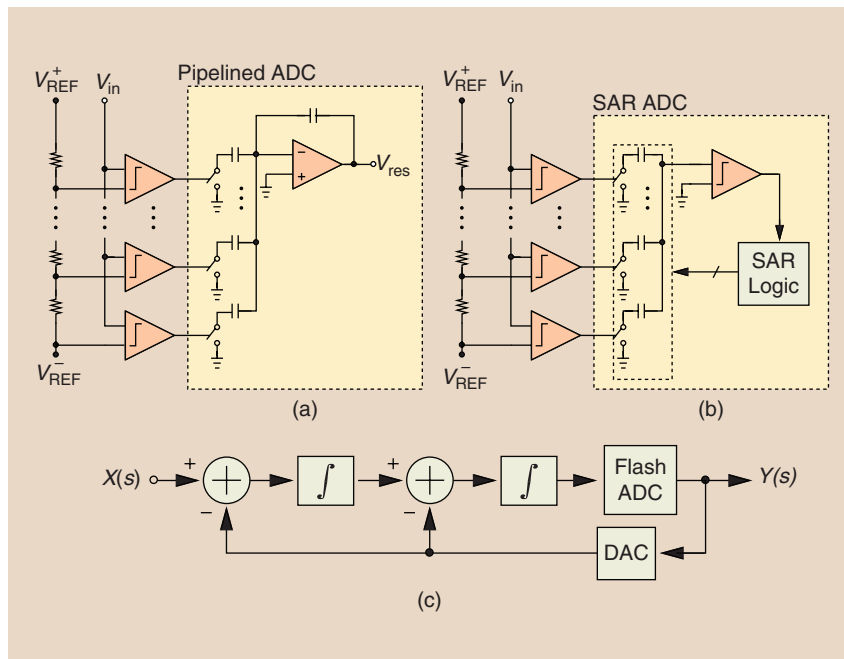 Pipelined ADC
V+REF
Vin
−
+
Vres
V−REF
(a)
SAR ADC
V+REF
Vin
SAR
Logic
V−REF
(b)
X(s)
+
−
+
∫
+
−
+
∫
Flash
ADC
Y(s)
DAC
(c)